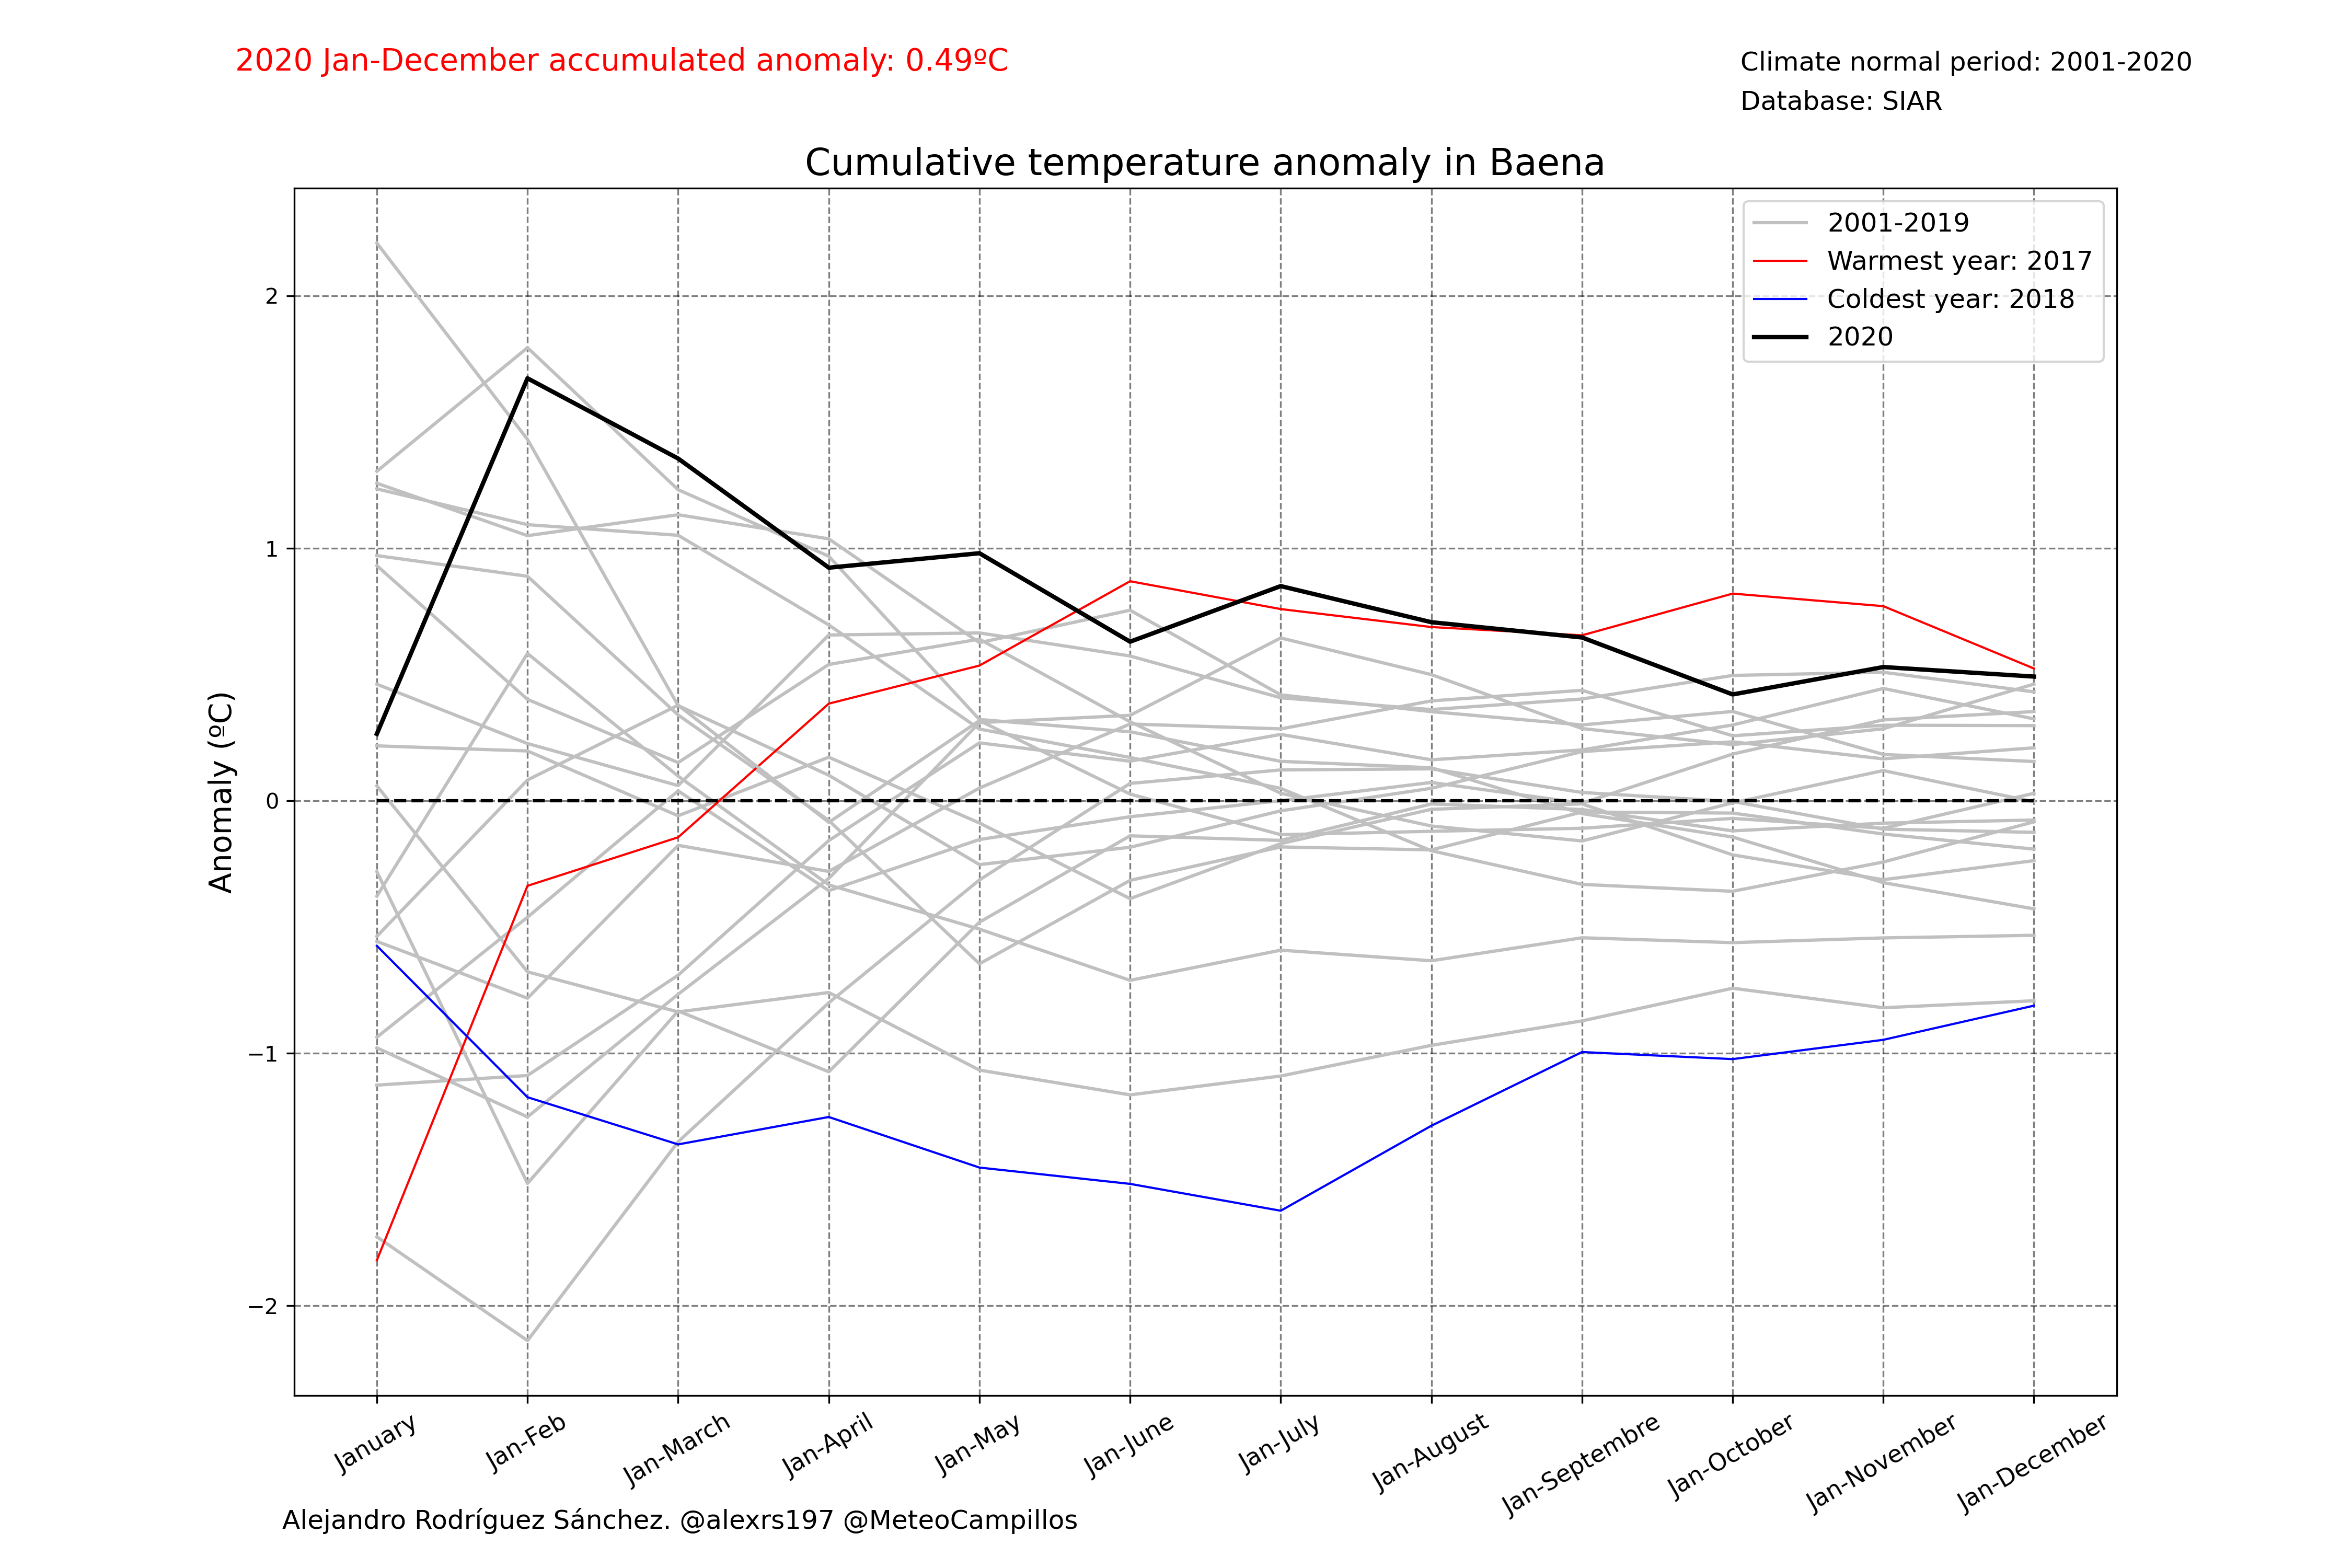 2020 Jan-December accumulated anomaly: 0.49ºC
Climate normal period: 2001-2020
Database: SIAR
Cumulative temperature anomaly in Baena
2001-2019
Warmest year: 2017
Coldest year: 2018
2020
Anomaly (ºC)
2
1
0
−1
−2
January
Jan-Feb
Jan-March
Jan-April
Jan-May
Jan-June
Jan-July
Jan-August
Jan-Septembre
Jan-October
Jan-November
Jan-December
Alejandro Rodríguez Sánchez. @alexrs197 @MeteoCampillos